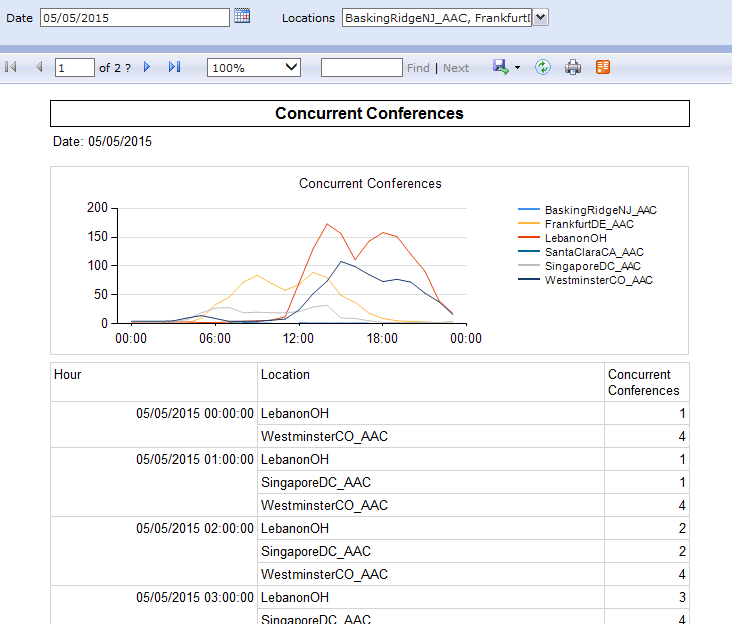 Date 05/05/2015 Locations BaskingRidgeNJ_AAC, Frankfurt
1 of 2 ? 100% Find | Next
Concurrent Conferences
Date: 05/05/2015
Concurrent Conferences
200
150
100
50
0
00:00 06:00 12:00 18:00 00:00
BaskingRidgeNJ_AAC
FrankfurtDE_AAC
LebanonOH
SantaClaraCA_AAC
SingaporeDC_AAC
WestminsterCO_AAC
Hour Location Concurrent
Conferences
05/05/2015 00:00:00 LebanonOH 1
WestminsterCO_AAC 4
05/05/2015 01:00:00 LebanonOH 1
SingaporeDC_AAC 1
WestminsterCO_AAC 4
05/05/2015 02:00:00 LebanonOH 2
SingaporeDC_AAC 2
WestminsterCO_AAC 4
05/05/2015 03:00:00 LebanonOH 3
SingaporeDC_AAC 4